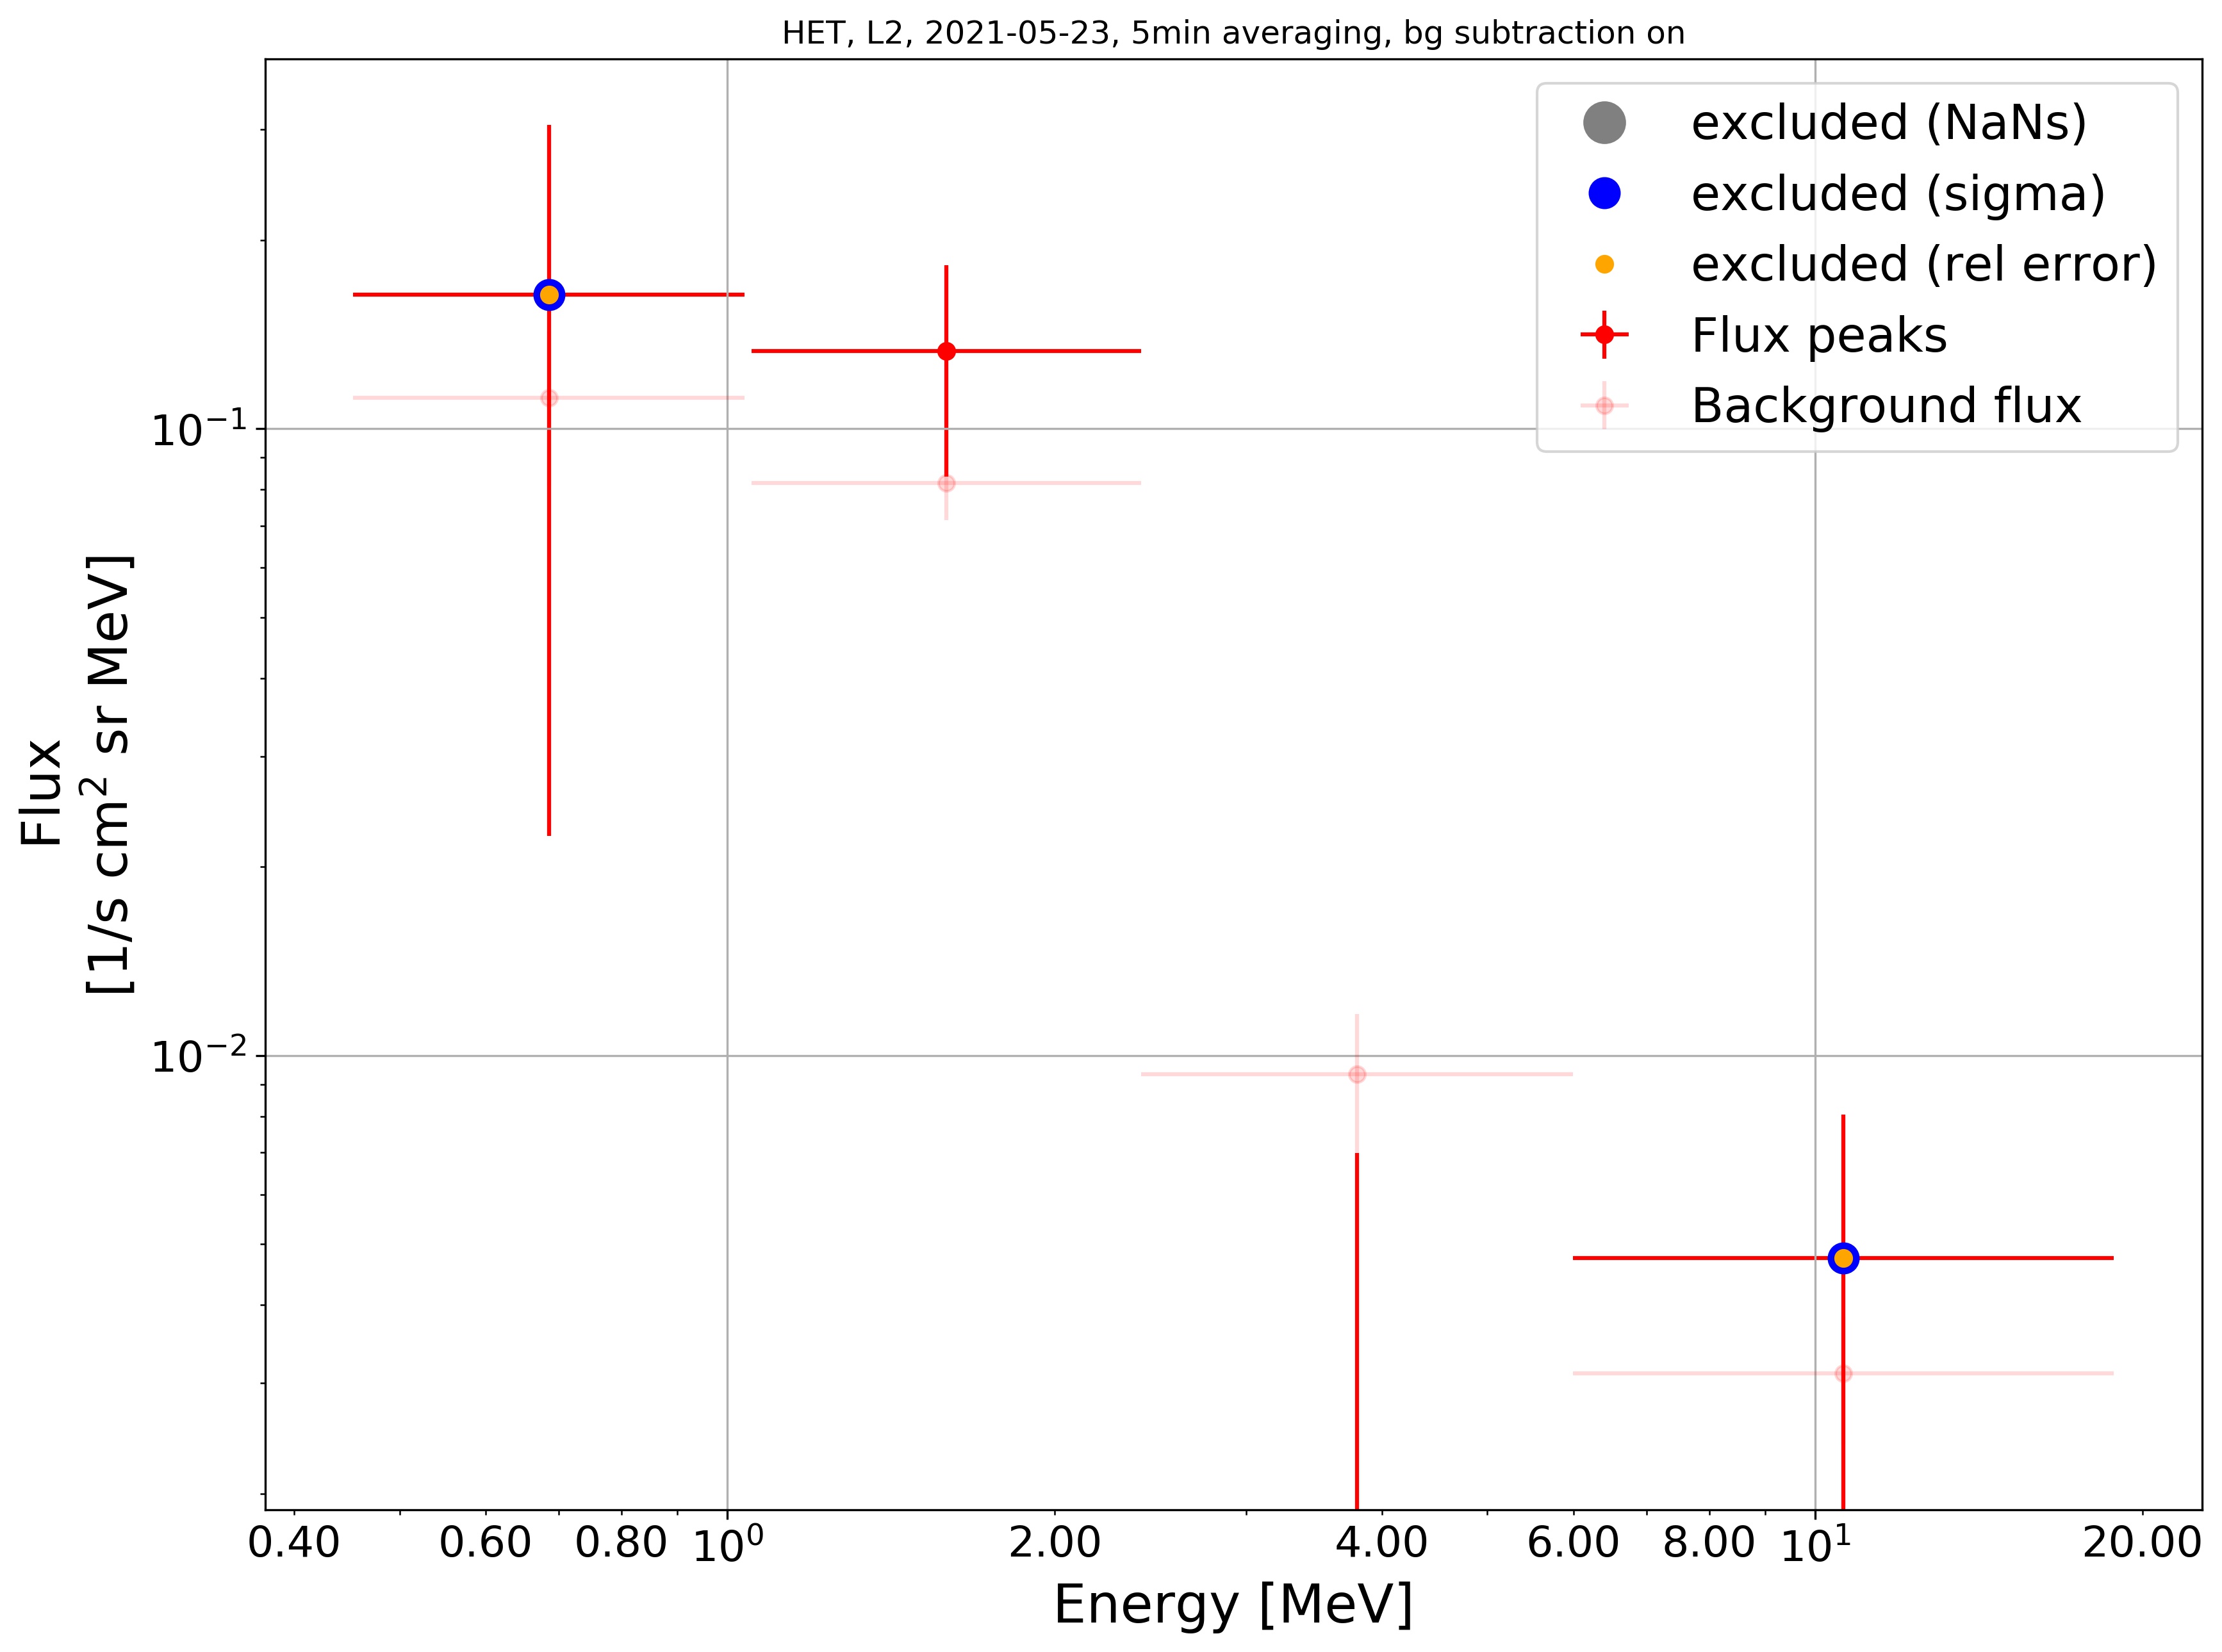 HET, L2, 2021-05-23, 5min averaging, bg subtraction on
excluded (NaNs)
excluded (sigma)
excluded (rel error)
Flux peaks
Background flux
Flux
[1/s cm² sr MeV]
10⁻¹
10⁻²
0.40 0.60 0.80 10⁰ 2.00 4.00 6.00 8.00 10¹ 20.00
Energy [MeV]